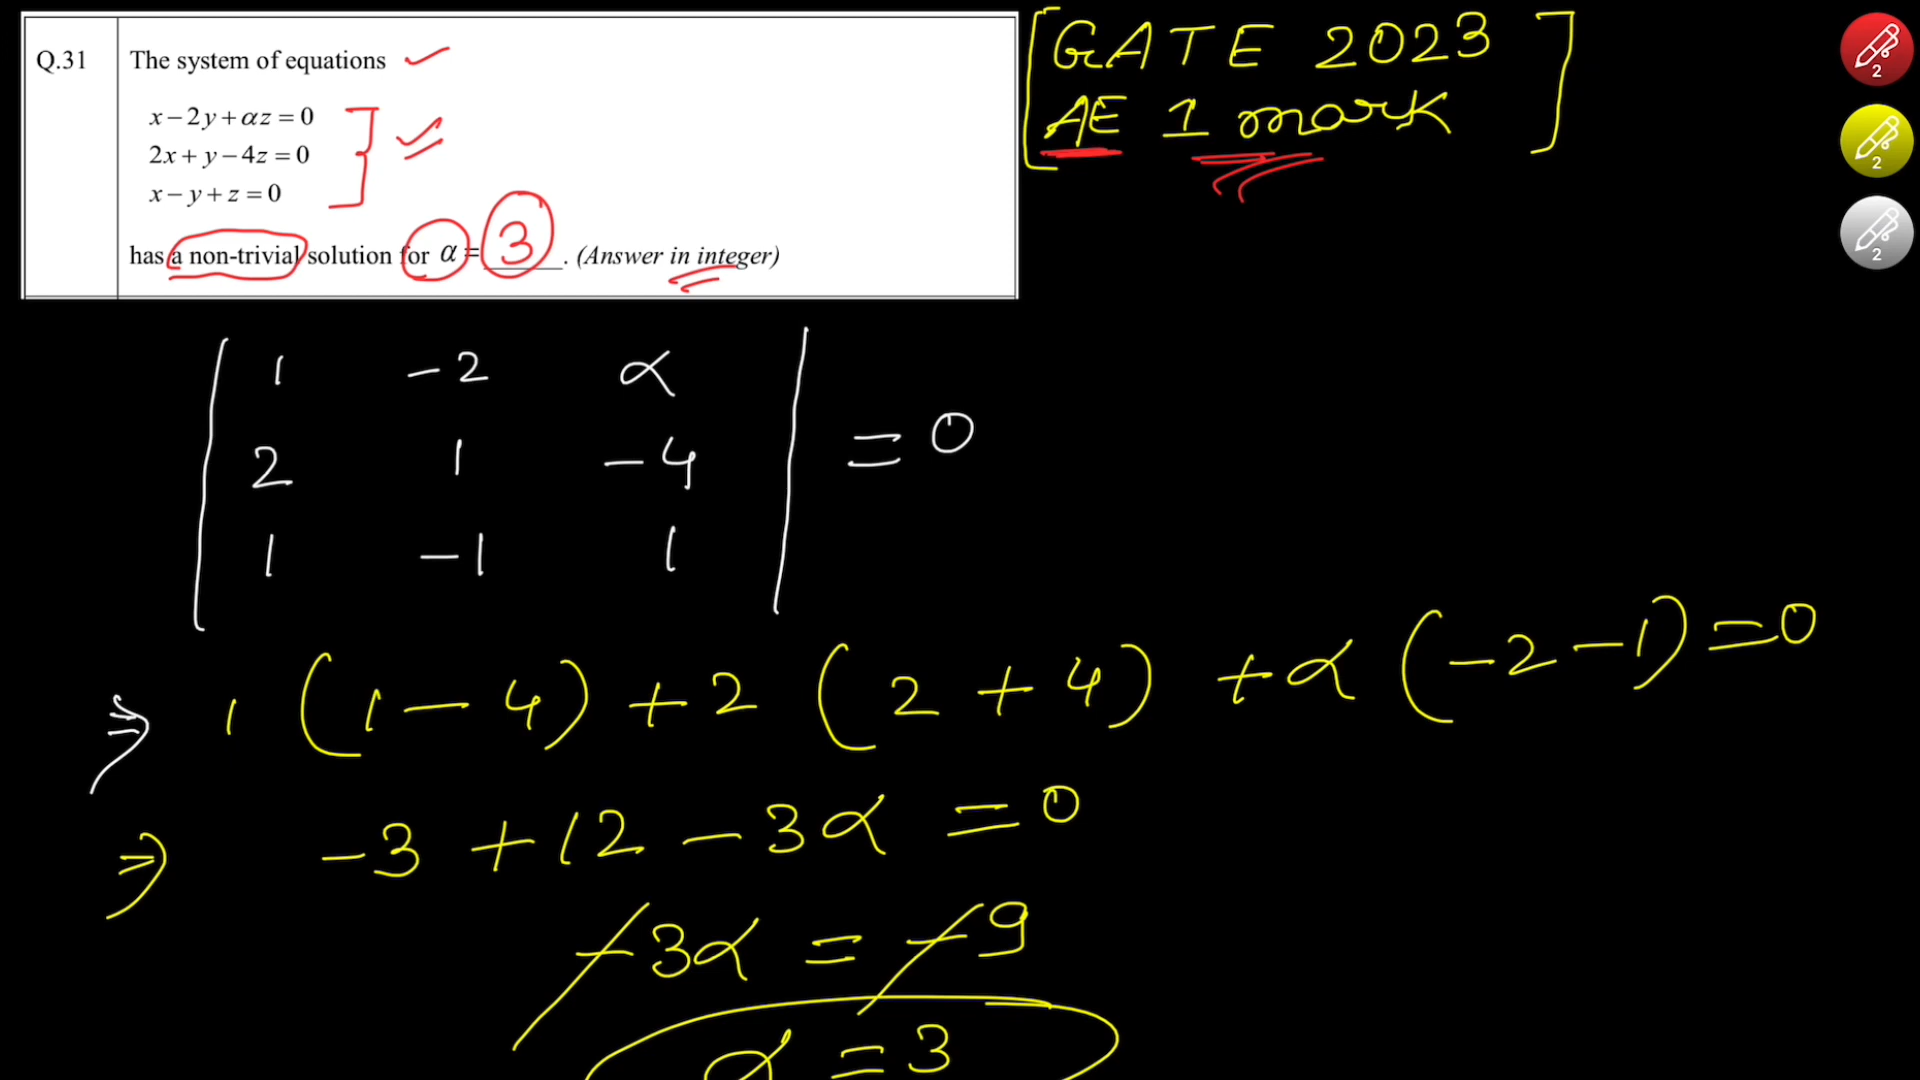 Q.31 The system of equations
x − 2y + αz = 0
2x + y − 4z = 0
x − y + z = 0
has a non-trivial solution for α = 3 . (Answer in integer)
[GATE 2023
AE 1 mark]
| 1 −2 α |
| 2 1 −4 | = 0
| 1 −1 1 |
⇒ 1 (1 − 4) + 2 (2 + 4) + α (−2 − 1) = 0
⇒ −3 + 12 − 3α = 0
−3α = −9
α = 3
2
2
2